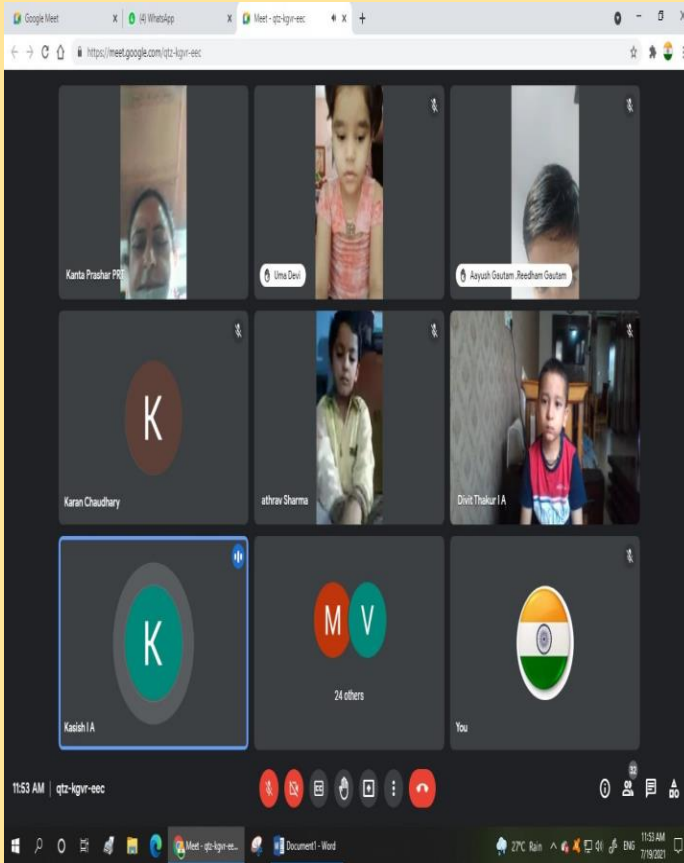 Google Meet
(4) WhatsApp
Meet - qtz-kgvr-eec
https://meet.google.com/qtz-kgvr-eec
Kanta Prashar PRT
Uma Devi
Aayush Gautam ,Reedham Gautam
K
Karan Chaudhary
athrav Sharma
Divit Thakur I A
K
Kasish I A
M V
24 others
You
11:53 AM | qtz-kgvr-eec
32
Meet - qtz-kgvr-ee...
Document1 - Word
27°C Rain
ENG
11:53 AM
7/19/2021